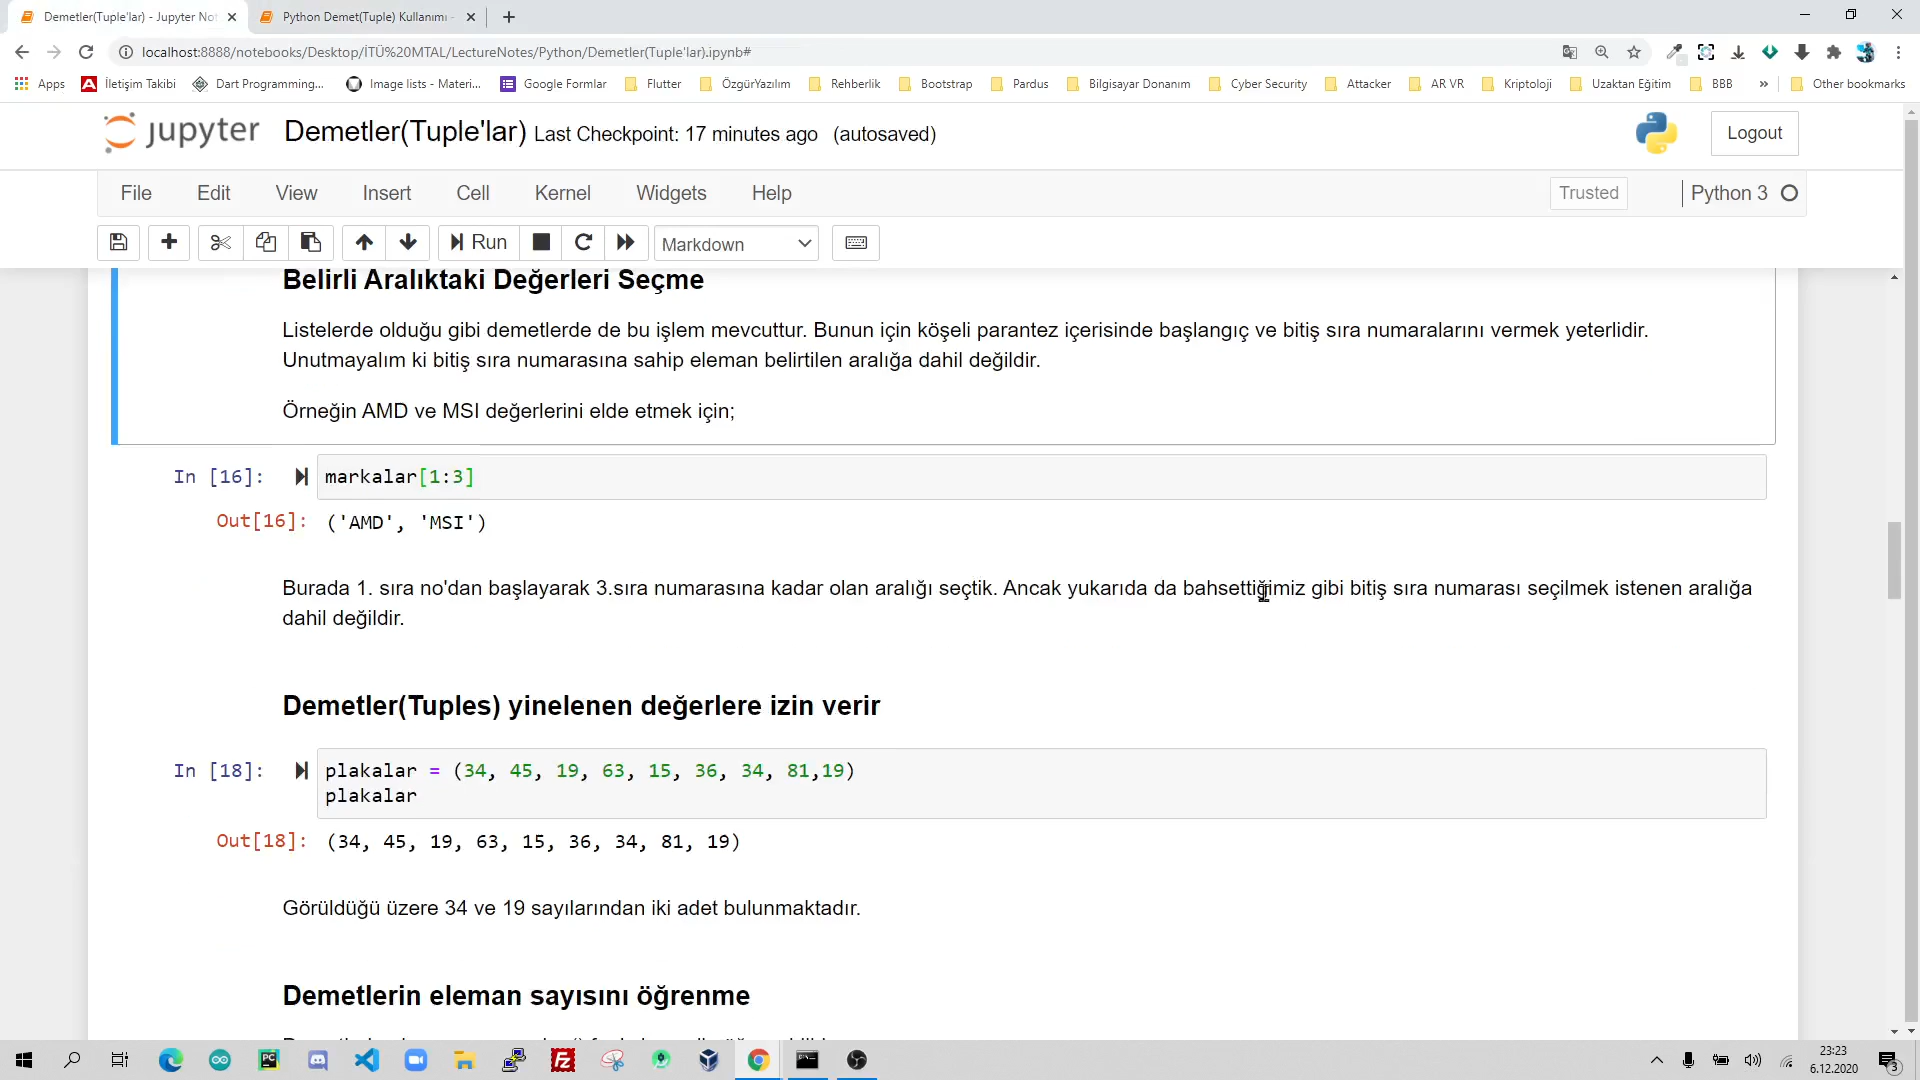 Demetler(Tuple'lar) - Jupyter Not
Python Demet(Tuple) Kullanımı -
localhost:8888/notebooks/Desktop/İTÜ%20MTAL/LectureNotes/Python/Demetler(Tuple'lar).ipynb#
Apps İletişim Takibi Dart Programming... Image lists - Materi... Google Formlar Flutter ÖzgürYazılım Rehberlik Bootstrap Pardus Bilgisayar Donanım Cyber Security Attacker AR VR Kriptoloji Uzaktan Eğitim BBB » Other bookmarks
jupyter Demetler(Tuple'lar) Last Checkpoint: 17 minutes ago (autosaved) Logout
File Edit View Insert Cell Kernel Widgets Help Trusted Python 3
Run Markdown
Belirli Aralıktaki Değerleri Seçme
Listelerde olduğu gibi demetlerde de bu işlem mevcuttur. Bunun için köşeli parantez içerisinde başlangıç ve bitiş sıra numaralarını vermek yeterlidir.
Unutmayalım ki bitiş sıra numarasına sahip eleman belirtilen aralığa dahil değildir.
Örneğin AMD ve MSI değerlerini elde etmek için;
In [16]: markalar[1:3]
Out[16]: ('AMD', 'MSI')
Burada 1. sıra no'dan başlayarak 3.sıra numarasına kadar olan aralığı seçtik. Ancak yukarıda da bahsettiğimiz gibi bitiş sıra numarası seçilmek istenen aralığa
dahil değildir.
Demetler(Tuples) yinelenen değerlere izin verir
In [18]: plakalar = (34, 45, 19, 63, 15, 36, 34, 81,19)
plakalar
Out[18]: (34, 45, 19, 63, 15, 36, 34, 81, 19)
Görüldüğü üzere 34 ve 19 sayılarından iki adet bulunmaktadır.
Demetlerin eleman sayısını öğrenme
23:23
6.12.2020
3